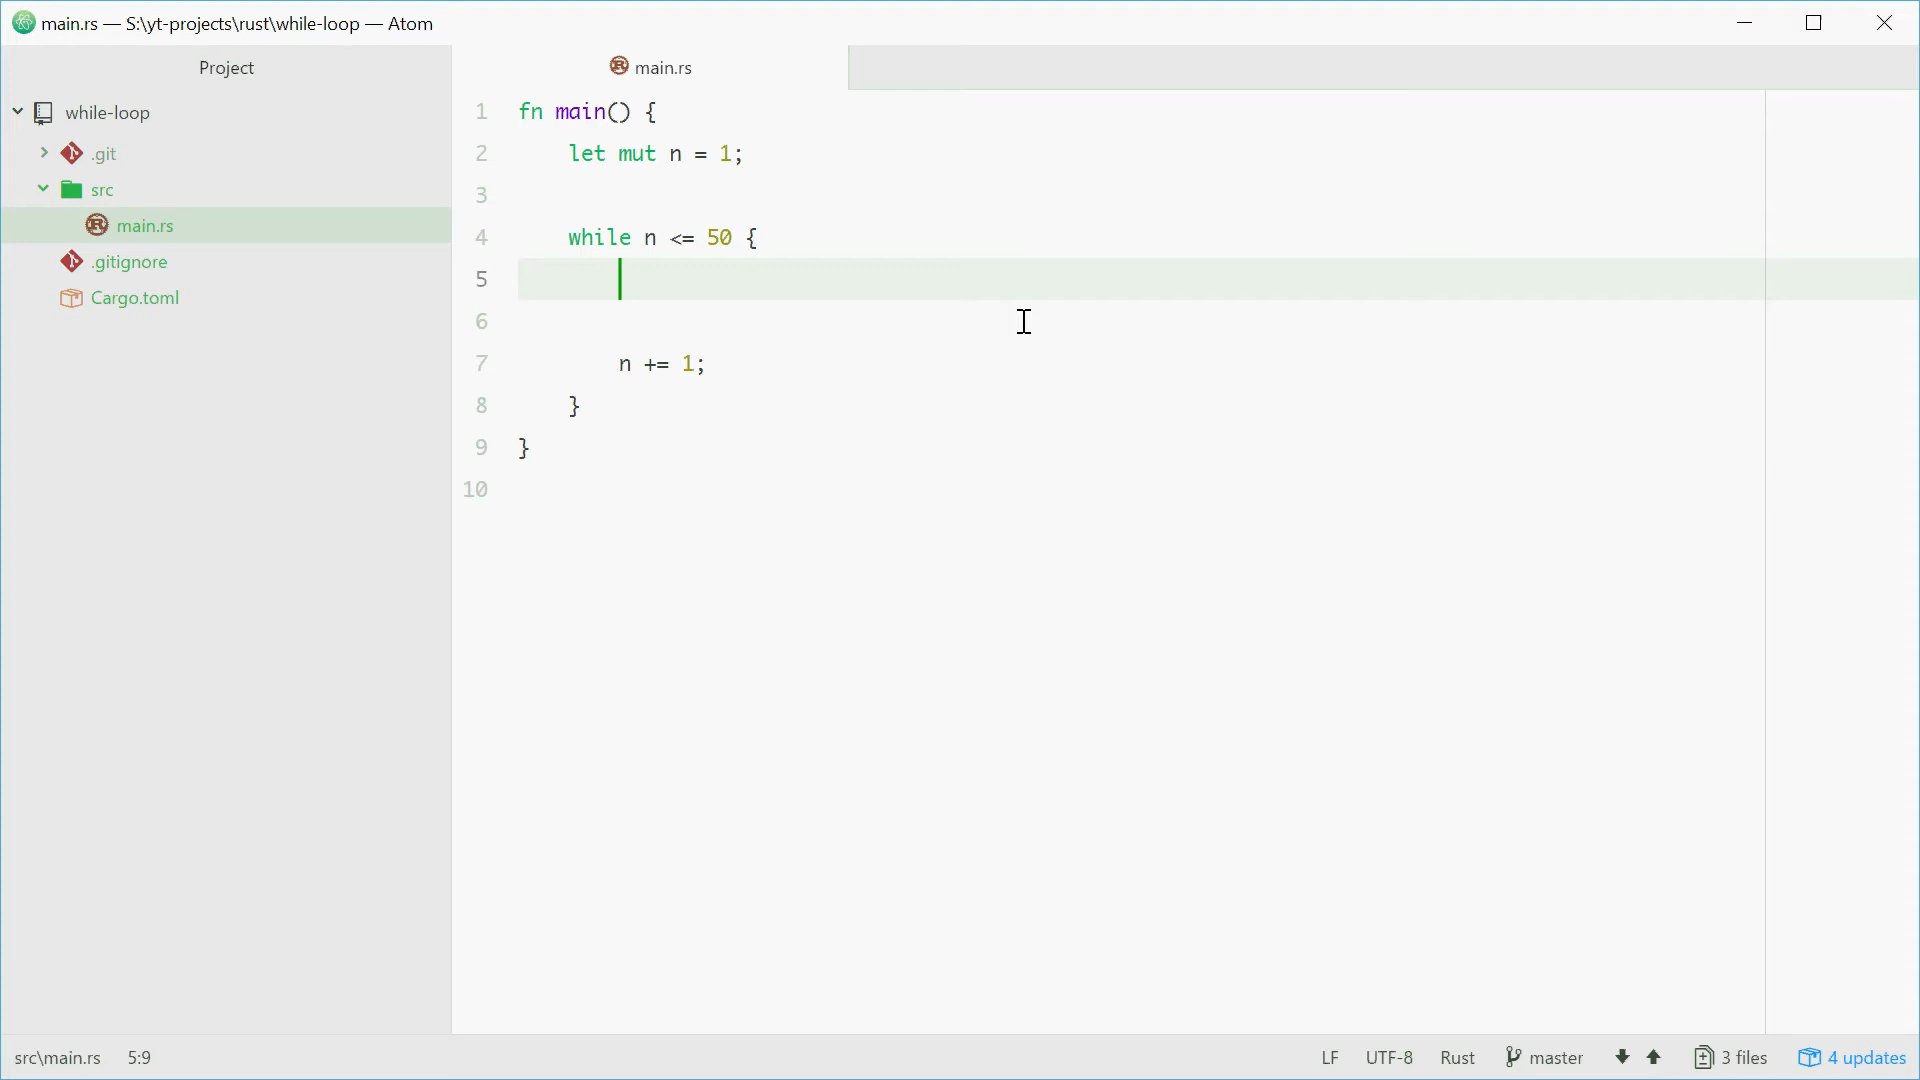 main.rs — S:\yt-projects\rust\while-loop — Atom
Project
while-loop
.git
src
main.rs
.gitignore
Cargo.toml
main.rs
1 fn main() {
2 let mut n = 1;
3
4 while n <= 50 {
5
6
7 n += 1;
8 }
9 }
10
src\main.rs 5:9 LF UTF-8 Rust master 3 files 4 updates